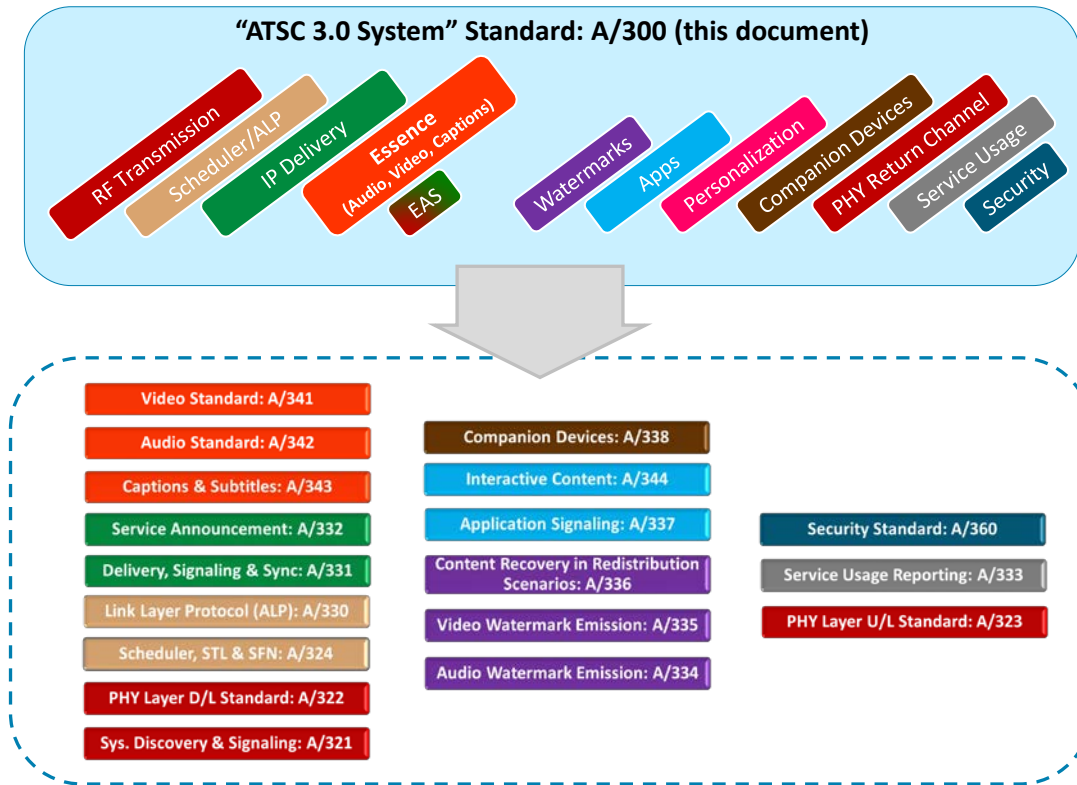 “ATSC 3.0 System” Standard: A/300 (this document)
RF Transmission
Scheduler/ALP
IP Delivery
Essence
(Audio, Video, Captions)
EAS
Watermarks
Apps
Personalization
Companion Devices
PHY Return Channel
Service Usage
Security
Video Standard: A/341
Audio Standard: A/342
Captions & Subtitles: A/343
Service Announcement: A/332
Delivery, Signaling & Sync: A/331
Link Layer Protocol (ALP): A/330
Scheduler, STL & SFN: A/324
PHY Layer D/L Standard: A/322
Sys. Discovery & Signaling: A/321
Companion Devices: A/338
Interactive Content: A/344
Application Signaling: A/337
Content Recovery in Redistribution
Scenarios: A/336
Video Watermark Emission: A/335
Audio Watermark Emission: A/334
Security Standard: A/360
Service Usage Reporting: A/333
PHY Layer U/L Standard: A/323